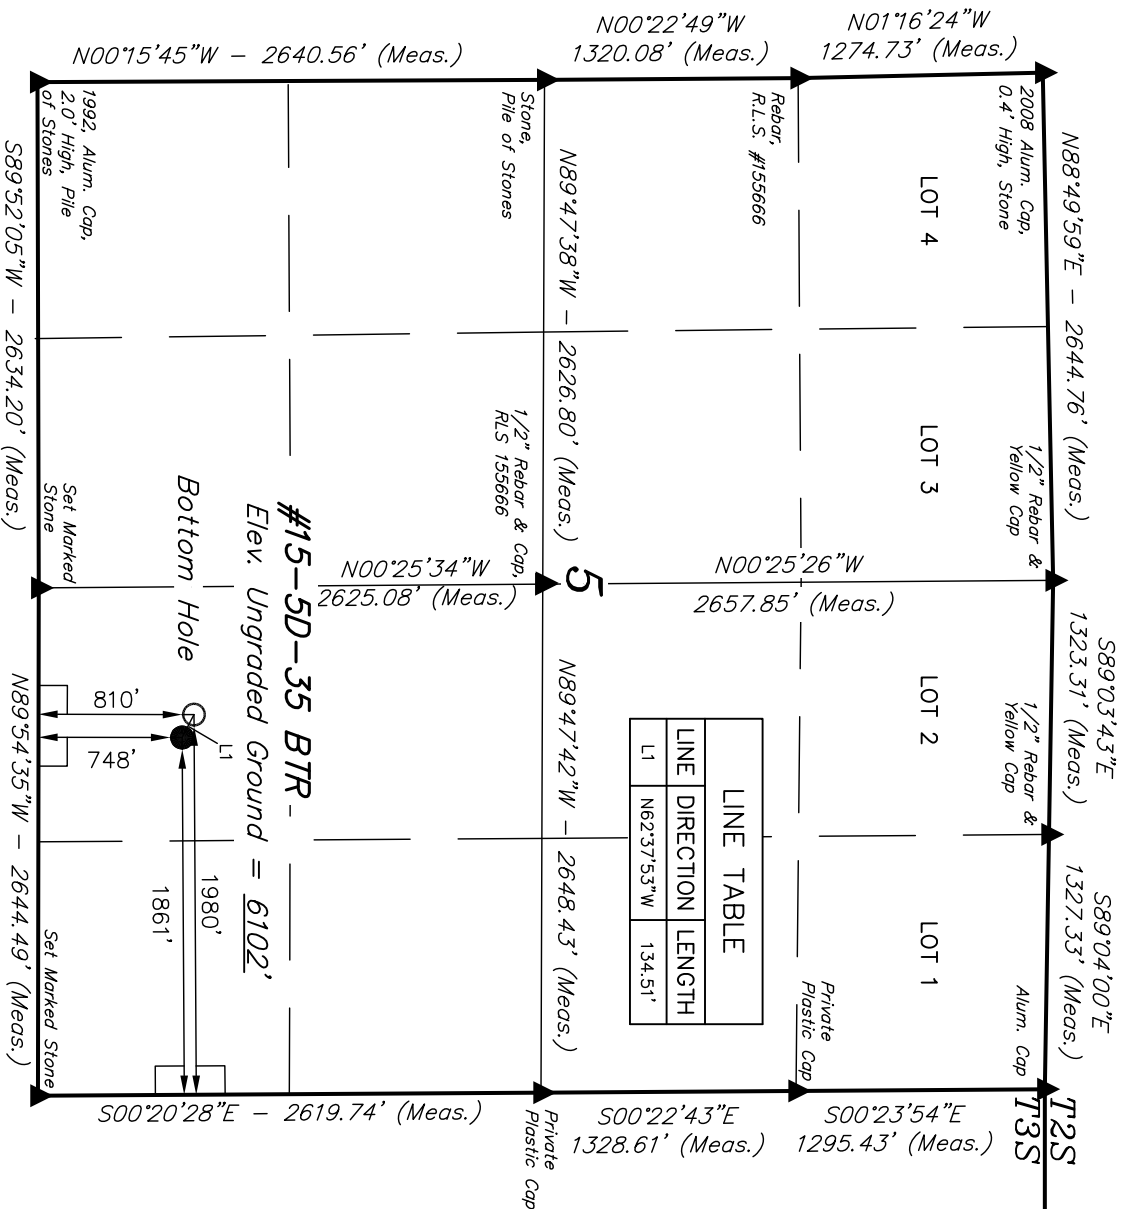 T2S
T3S
N88°49'59"E - 2644.76' (Meas.)
S89°03'43"E
1323.31' (Meas.)
S89°04'00"E
1327.33' (Meas.)
2008 Alum. Cap,
0.4' High, Stone
1/2" Rebar &
Yellow Cap
1/2" Rebar &
Yellow Cap
Alum. Cap
N01°16'24"W
1274.73' (Meas.)
LOT 4
LOT 3
LOT 2
LOT 1
S00°23'54"E
1295.43' (Meas.)
Rebar,
R.L.S. #155666
Private
Plastic Cap
N00°22'49"W
1320.08' (Meas.)
N00°25'26"W
2657.85' (Meas.)
LINE TABLE
LINE DIRECTION LENGTH
L1 N62°37'53"W 134.51'
S00°22'43"E
1328.61' (Meas.)
5
N89°47'38"W - 2626.80' (Meas.)
N89°47'42"W - 2648.43' (Meas.)
Stone,
Pile of Stones
1/2" Rebar & Cap,
RLS 155666
Private
Plastic Cap
N00°15'45"W - 2640.56' (Meas.)
N00°25'34"W
2625.08' (Meas.)
S00°20'28"E - 2619.74' (Meas.)
#15-5D-35 BTR
Elev. Ungraded Ground = 6102'
Bottom Hole
L1
810'
748'
1980'
1861'
1992, Alum. Cap,
2.0' High, Pile
of Stones
Set Marked
Stone
Set Marked Stone
S89°52'05"W - 2634.20' (Meas.)
N89°54'35"W - 2644.49' (Meas.)